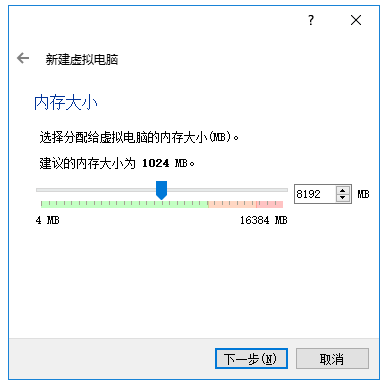 ?
新建虚拟电脑
内存大小
选择分配给虚拟电脑的内存大小(MB)。
建议的内存大小为 1024 MB。
8192 MB
4 MB 16384 MB
下一步(N) 取消